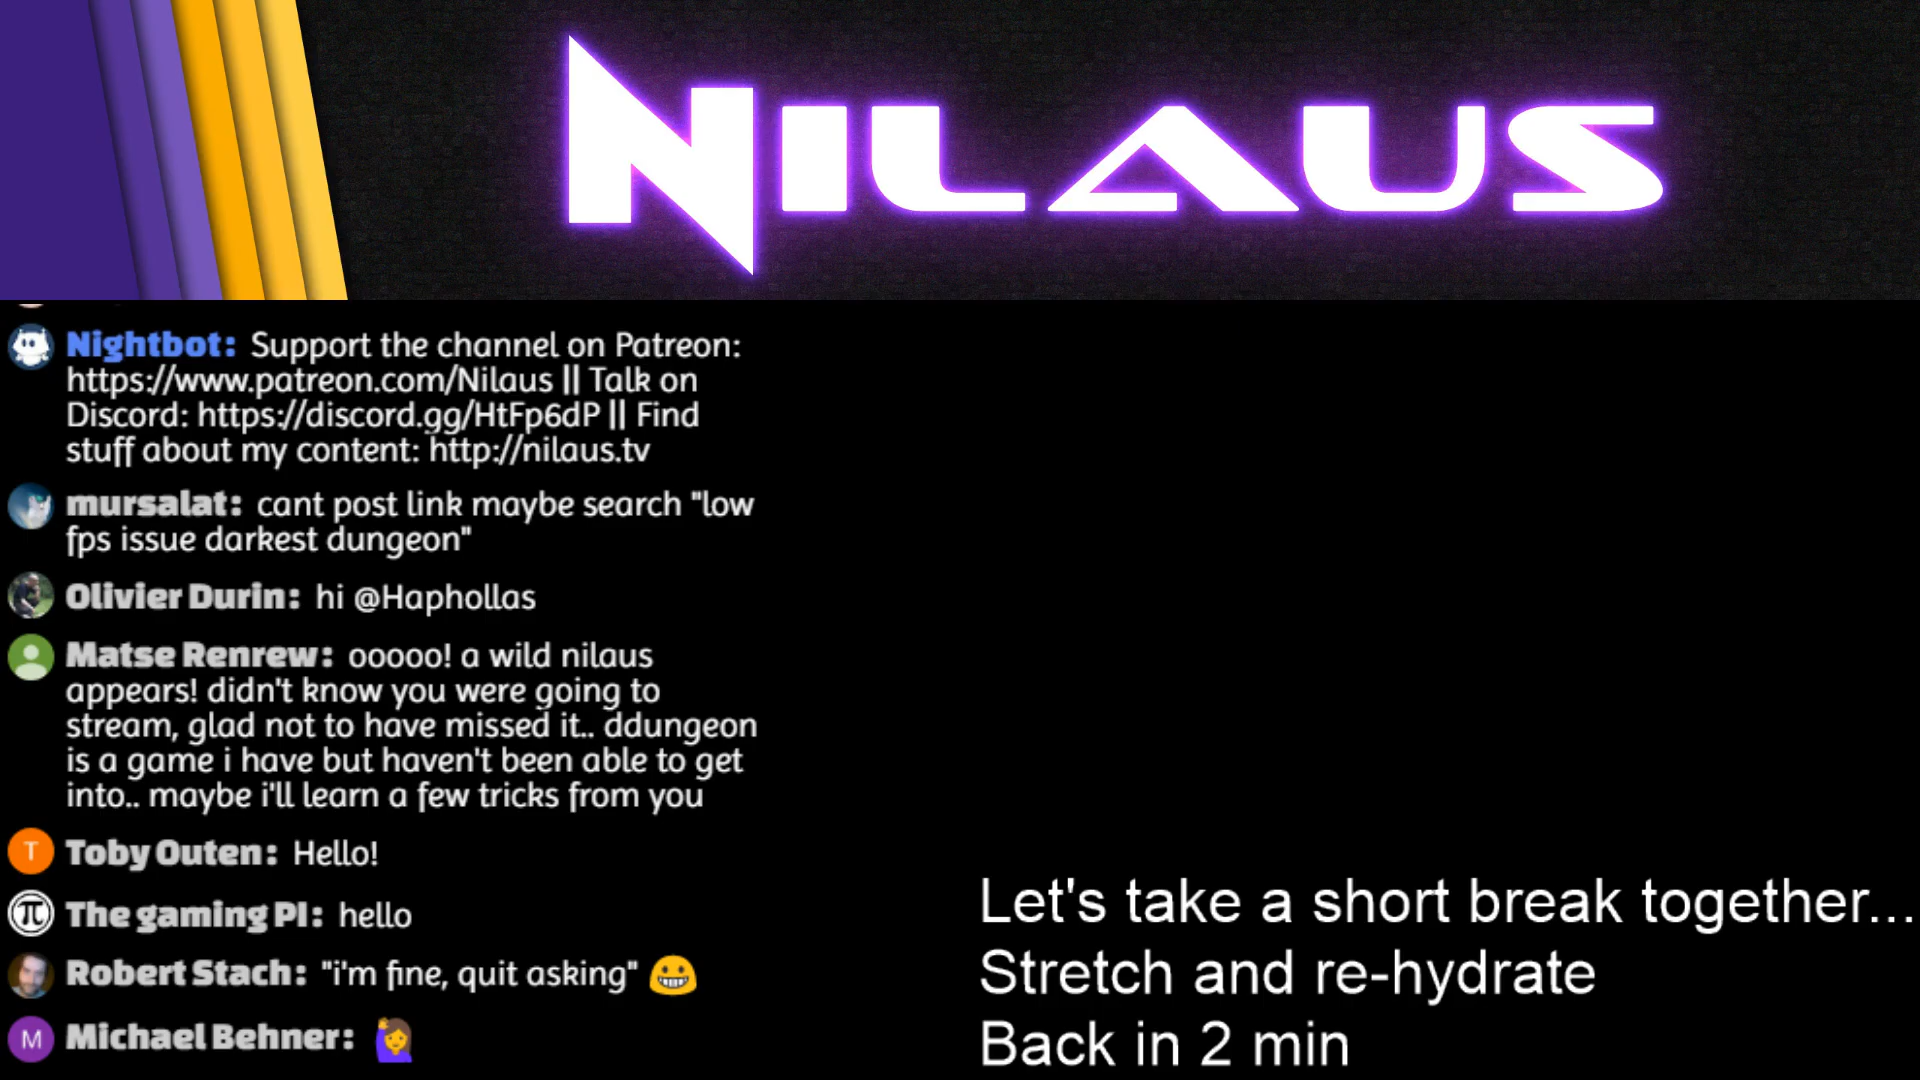 NILAUS
Nightbot: Support the channel on Patreon:
https://www.patreon.com/Nilaus || Talk on
Discord: https://discord.gg/HtFp6dP || Find
stuff about my content: http://nilaus.tv
mursalat: cant post link maybe search "low
fps issue darkest dungeon"
Olivier Durin: hi @Haphollas
Matse Renrew: ooooo! a wild nilaus
appears! didn't know you were going to
stream, glad not to have missed it.. ddungeon
is a game i have but haven't been able to get
into.. maybe i'll learn a few tricks from you
T Toby Outen: Hello!
π The gaming PI: hello
Robert Stach: "i'm fine, quit asking" 😀
M Michael Behner: 🙋
Let's take a short break together...
Stretch and re-hydrate
Back in 2 min